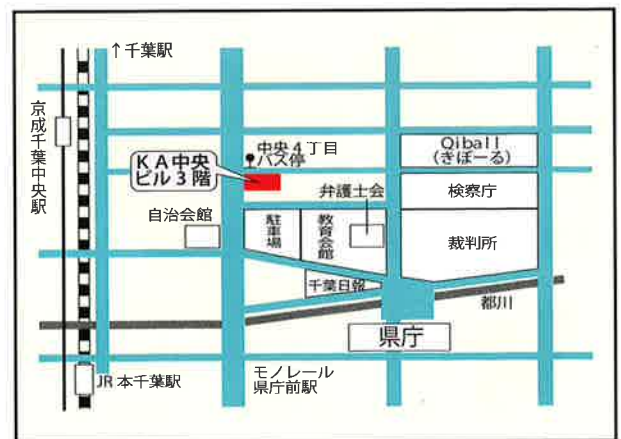 ↑千葉駅
京成千葉中央駅
中央4丁目
バス停
KA中央
ビル3階
Qiball
(きぼーる)
弁護士会
検察庁
自治会館
駐車場
教育会館
裁判所
千葉日報
都川
県庁
モノレール
県庁前駅
JR本千葉駅